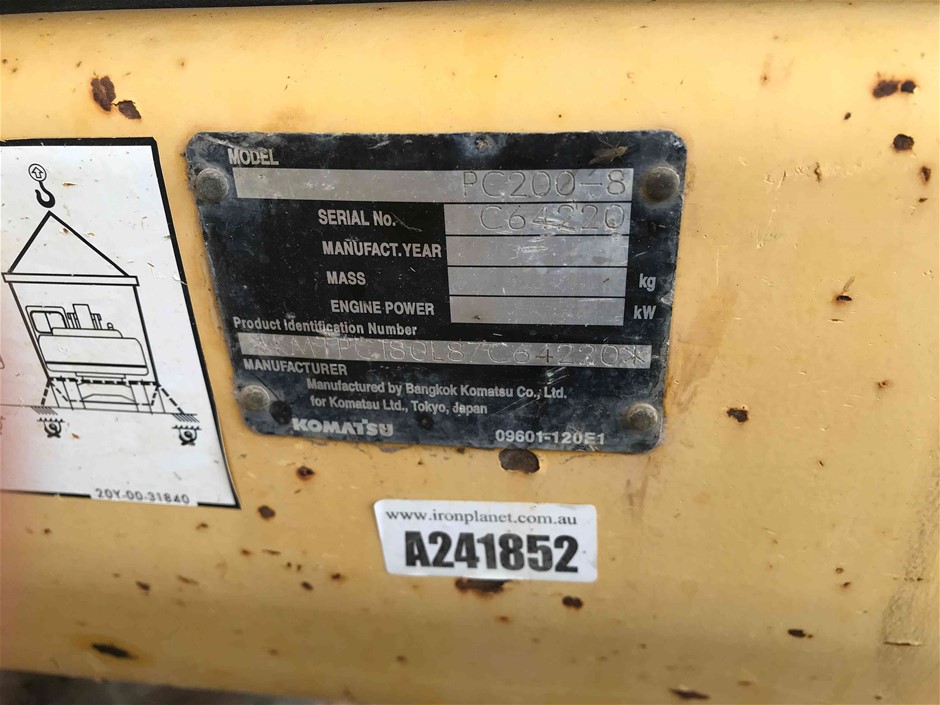 MODEL
PC200-8
SERIAL No.
C64220
MANUFACT.YEAR
MASS
kg
ENGINE POWER
kW
Product Identification Number
*KMTPC180L87C64220*
MANUFACTURER
Manufactured by Bangkok Komatsu Co., Ltd.
for Komatsu Ltd., Tokyo, Japan
KOMATSU
09601-120E1
20Y-00-31840
www.ironplanet.com.au
A241852